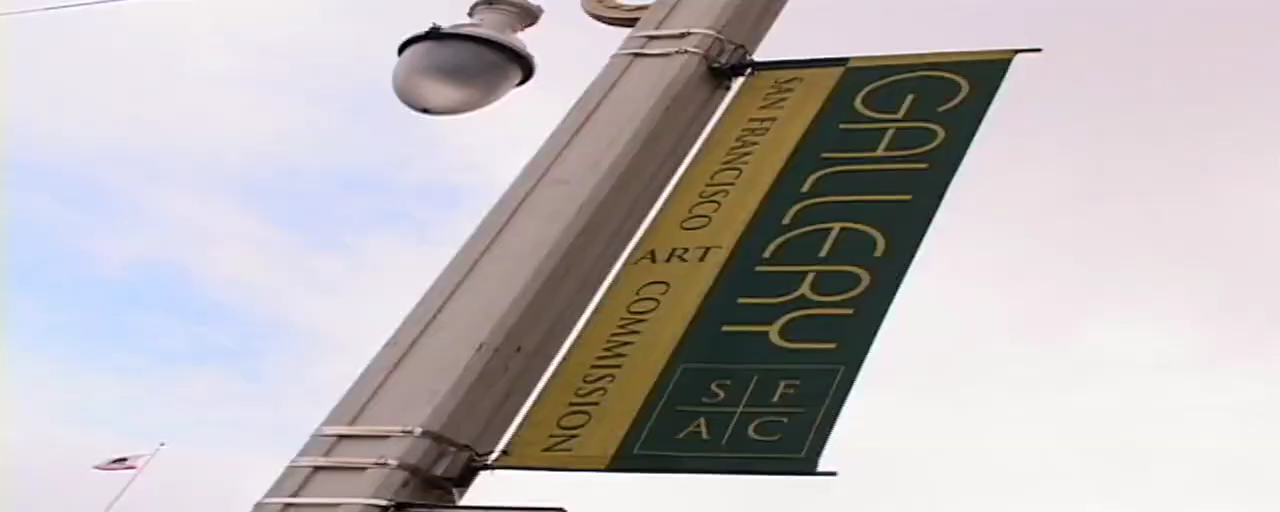 SAN FRANCISCO ART COMMISSION
GALLERY
S F
A C